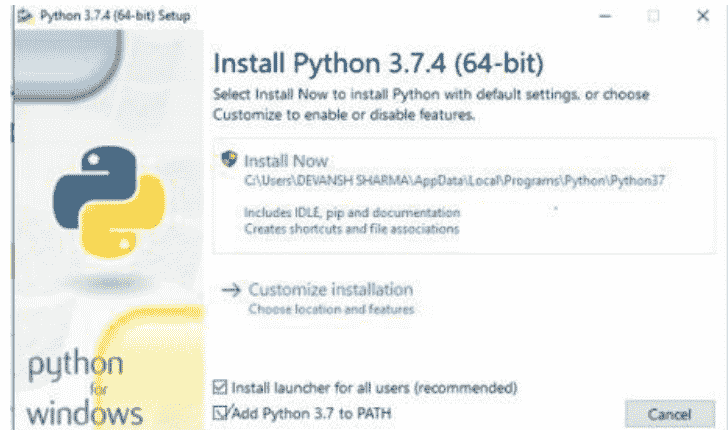 Python 3.7.4 (64-bit) Setup
Install Python 3.7.4 (64-bit)
Select Install Now to install Python with default settings, or choose
Customize to enable or disable features.
Install Now
C:\Users\DEVANSH SHARMA\AppData\Local\Programs\Python\Python37
Includes IDLE, pip and documentation
Creates shortcuts and file associations
Customize installation
Choose location and features
python
for
windows
Install launcher for all users (recommended)
Add Python 3.7 to PATH
Cancel